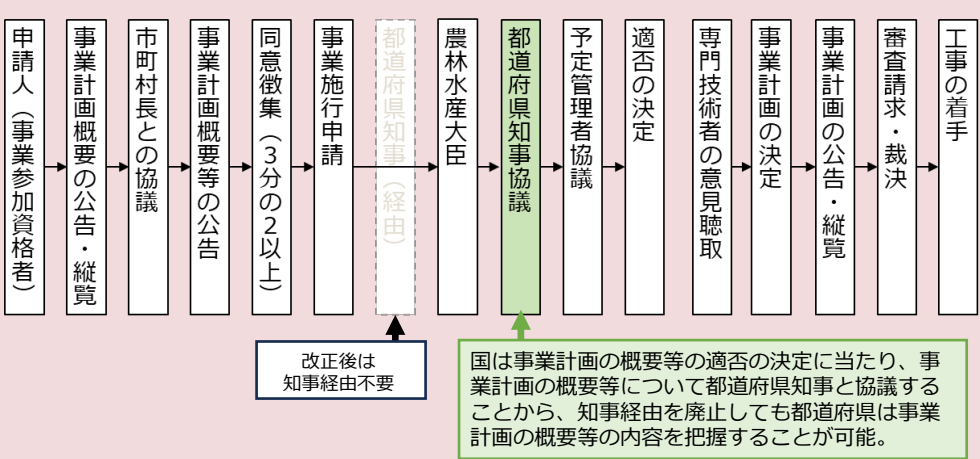 申請人（事業参加資格者）
事業計画概要の公告・縦覧
市町村長との協議
事業計画概要等の公告
同意徴集（３分の２以上）
事業施行申請
都道府県知事（経由）
農林水産大臣
都道府県知事協議
予定管理者協議
適否の決定
専門技術者の意見聴取
事業計画の決定
事業計画の公告・縦覧
審査請求・裁決
工事の着手
改正後は
知事経由不要
国は事業計画の概要等の適否の決定に当たり、事
業計画の概要等について都道府県知事と協議する
ことから、知事経由を廃止しても都道府県は事業
計画の概要等の内容を把握することが可能。